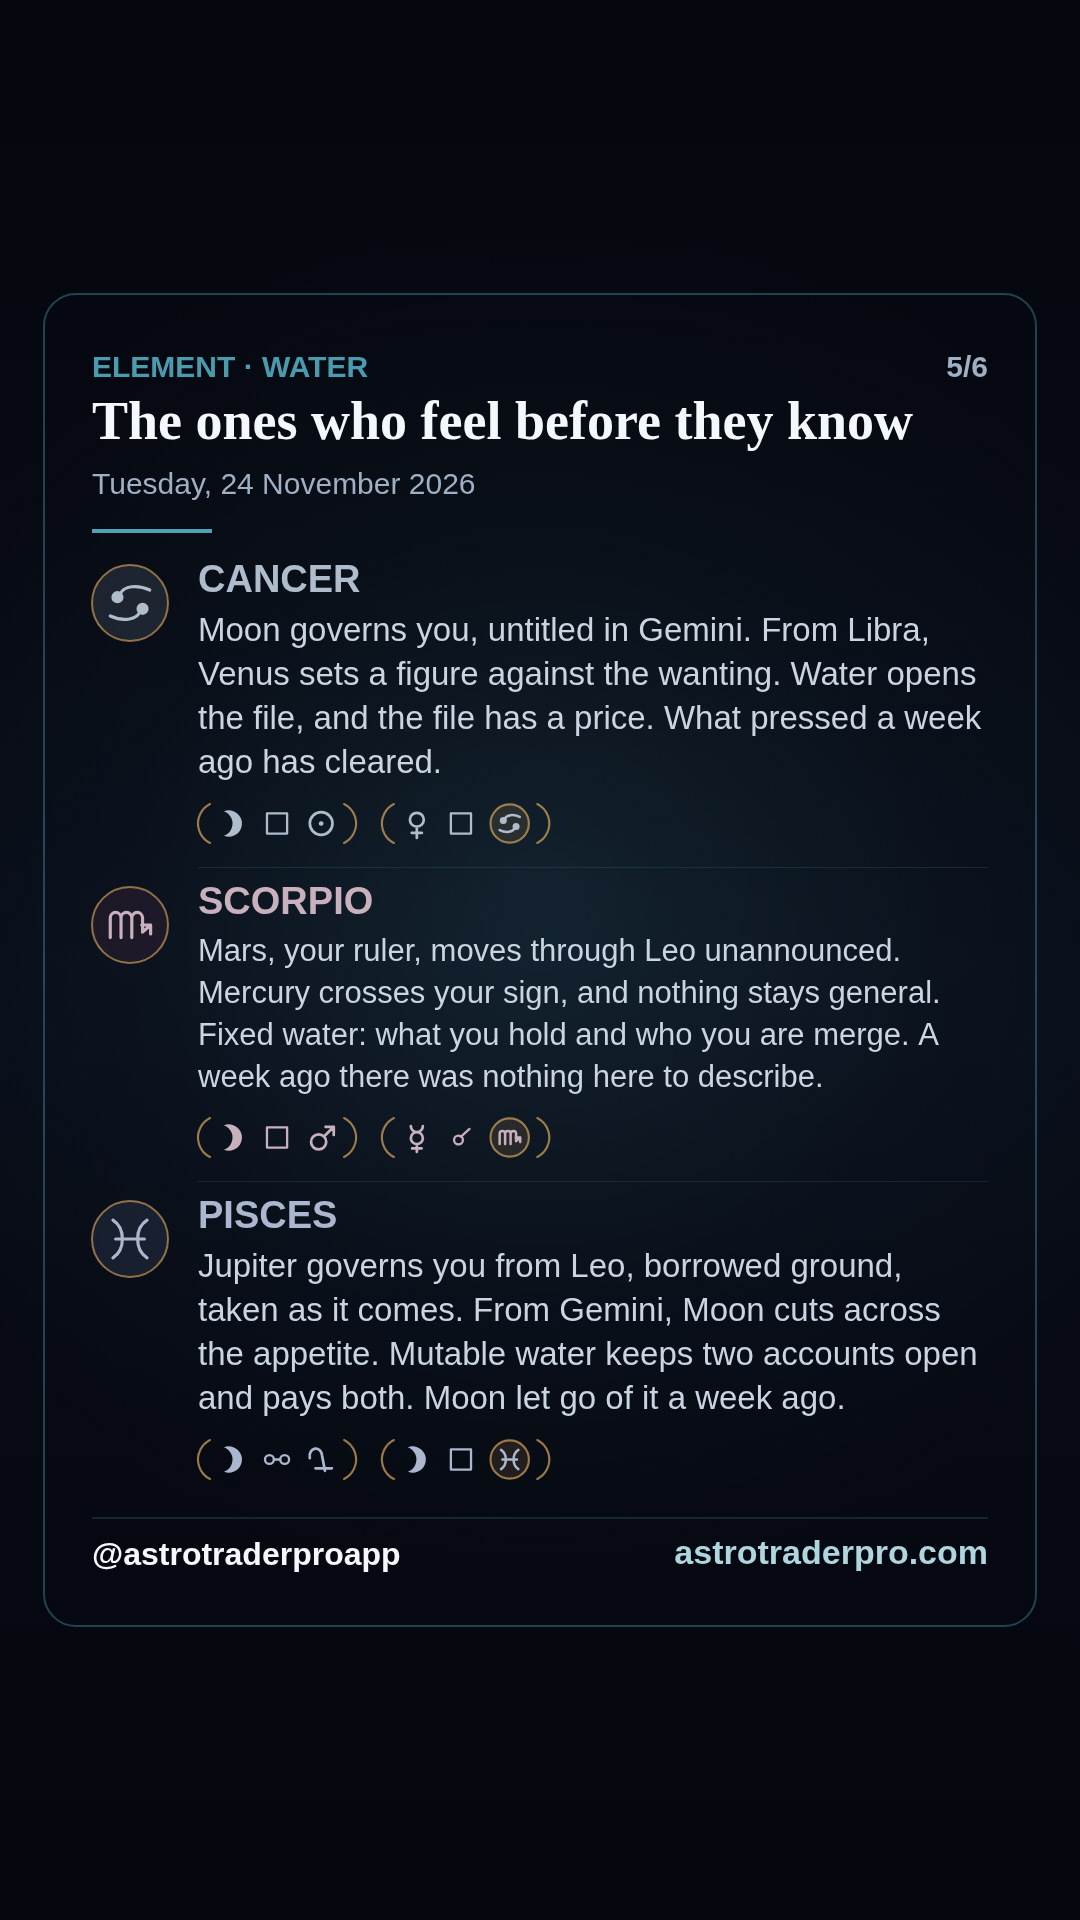 ELEMENT · WATER
5/6
The ones who feel before they know
Tuesday, 24 November 2026
CANCER
Moon governs you, untitled in Gemini. From Libra,
Venus sets a figure against the wanting. Water opens
the file, and the file has a price. What pressed a week
ago has cleared.
SCORPIO
Mars, your ruler, moves through Leo unannounced.
Mercury crosses your sign, and nothing stays general.
Fixed water: what you hold and who you are merge. A
week ago there was nothing here to describe.
PISCES
Jupiter governs you from Leo, borrowed ground,
taken as it comes. From Gemini, Moon cuts across
the appetite. Mutable water keeps two accounts open
and pays both. Moon let go of it a week ago.
@astrotraderproapp
astrotraderpro.com